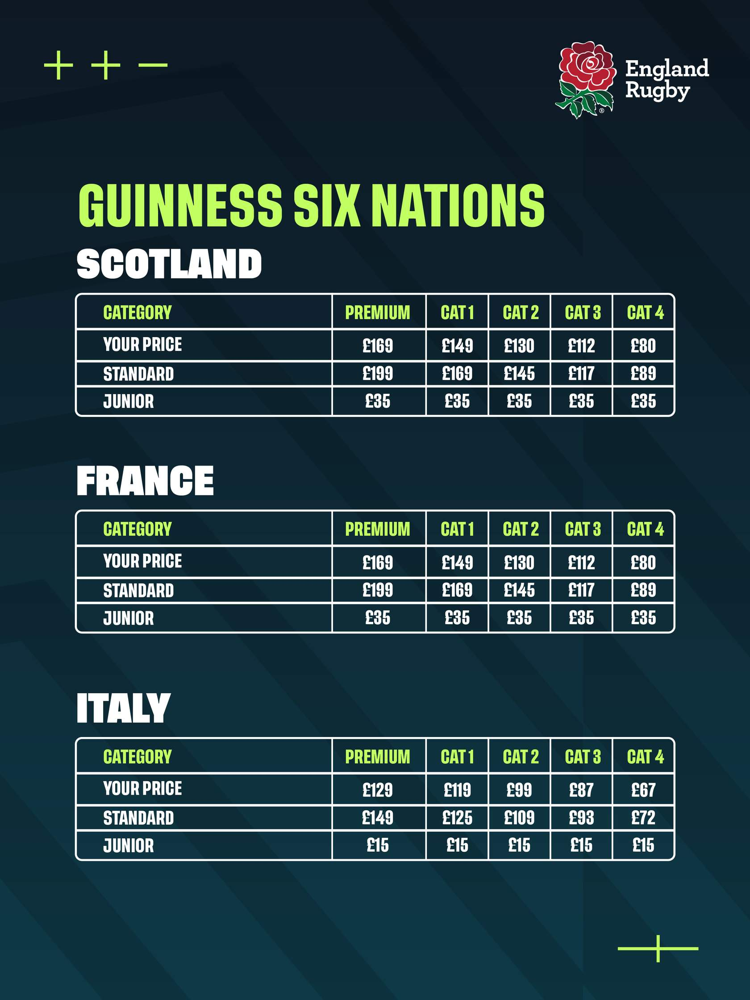 England
Rugby
®
GUINNESS SIX NATIONS
SCOTLAND
CATEGORY PREMIUM CAT 1 CAT 2 CAT 3 CAT 4
YOUR PRICE £169 £149 £130 £112 £80
STANDARD £199 £169 £145 £117 £89
JUNIOR £35 £35 £35 £35 £35
FRANCE
CATEGORY PREMIUM CAT 1 CAT 2 CAT 3 CAT 4
YOUR PRICE £169 £149 £130 £112 £80
STANDARD £199 £169 £145 £117 £89
JUNIOR £35 £35 £35 £35 £35
ITALY
CATEGORY PREMIUM CAT 1 CAT 2 CAT 3 CAT 4
YOUR PRICE £129 £119 £99 £87 £67
STANDARD £149 £125 £109 £93 £72
JUNIOR £15 £15 £15 £15 £15